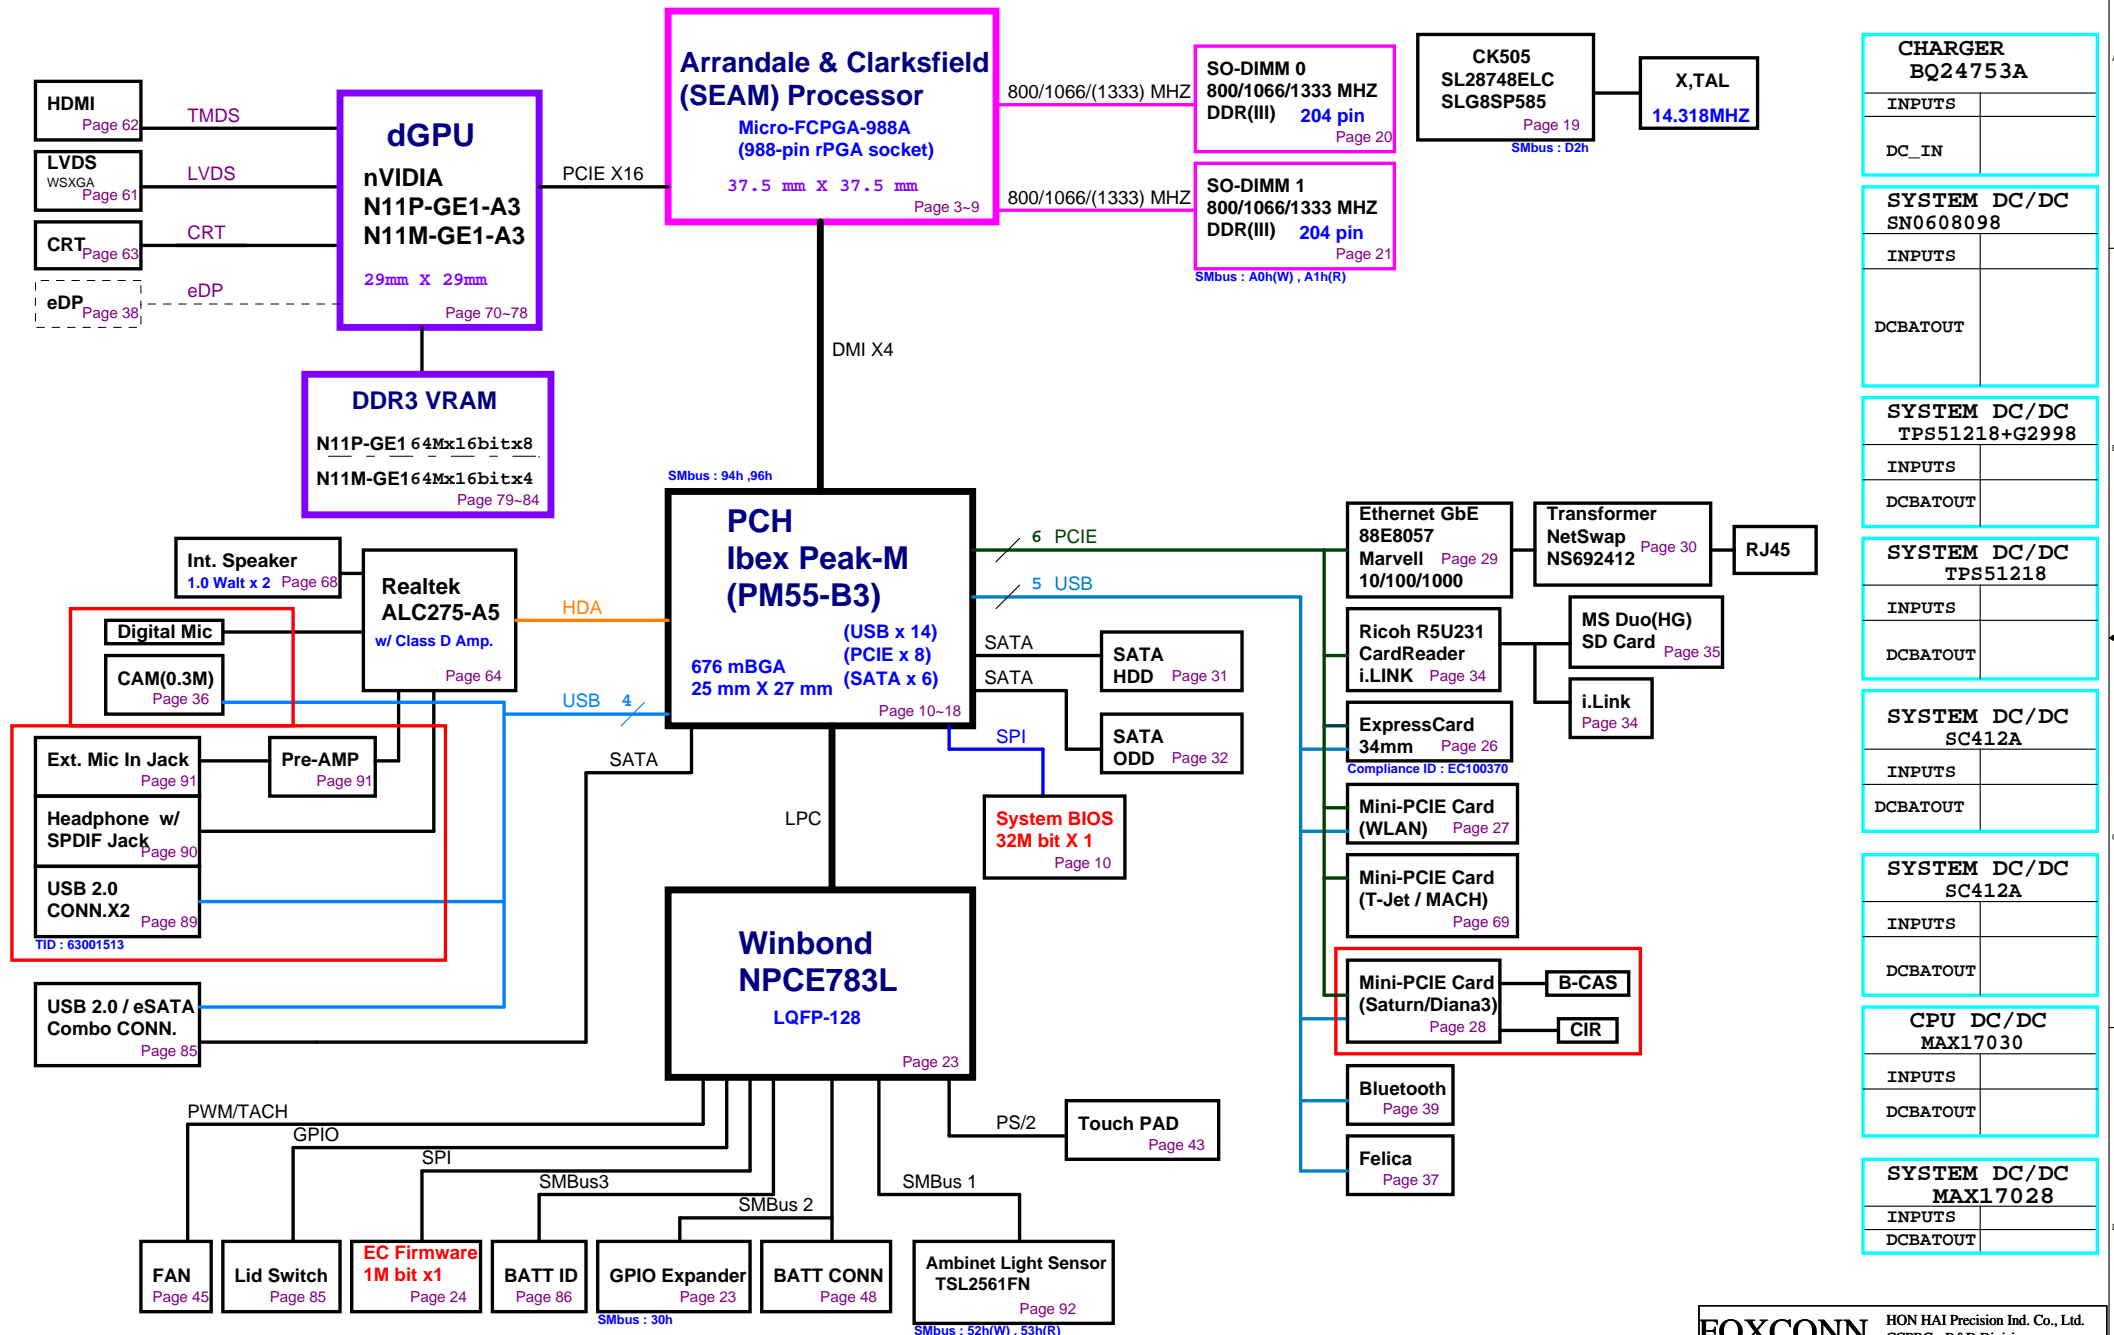 HDMI
Page 62
TMDS
LVDS
WSXGA
Page 61
LVDS
CRT
Page 63
CRT
eDP
Page 38
eDP
dGPU
nVIDIA
N11P-GE1-A3
N11M-GE1-A3
29mm X 29mm
Page 70~78
PCIE X16
DDR3 VRAM
N11P-GE1 64Mx16bitx8
N11M-GE1 64Mx16bitx4
Page 79~84
Arrandale & Clarksfield
(SEAM) Processor
Micro-FCPGA-988A
(988-pin rPGA socket)
37.5 mm X 37.5 mm
Page 3~9
800/1066/(1333) MHZ
800/1066/(1333) MHZ
SO-DIMM 0
800/1066/1333 MHZ
DDR(III) 204 pin
Page 20
SO-DIMM 1
800/1066/1333 MHZ
DDR(III) 204 pin
Page 21
SMbus : A0h(W) , A1h(R)
CK505
SL28748ELC
SLG8SP585
Page 19
SMbus : D2h
X,TAL
14.318MHZ
DMI X4
SMbus : 94h ,96h
PCH
Ibex Peak-M
(PM55-B3)
(USB x 14)
(PCIE x 8)
(SATA x 6)
676 mBGA
25 mm X 27 mm
Page 10~18
Int. Speaker
1.0 Walt x 2 Page 68
Realtek
ALC275-A5
w/ Class D Amp.
Page 64
HDA
Digital Mic
CAM(0.3M)
Page 36
USB 4
Ext. Mic In Jack
Page 91
Pre-AMP
Page 91
Headphone w/
SPDIF Jack
Page 90
USB 2.0
CONN.X2
Page 89
TID : 63001513
USB 2.0 / eSATA
Combo CONN.
Page 85
SATA
LPC
SPI
System BIOS
32M bit X 1
Page 10
SATA
SATA
HDD Page 31
SATA
SATA
ODD Page 32
6 PCIE
5 USB
Ethernet GbE
88E8057
Marvell Page 29
10/100/1000
Transformer
NetSwap
NS692412
Page 30
RJ45
Ricoh R5U231
CardReader
i.LINK Page 34
MS Duo(HG)
SD Card
Page 35
i.Link
Page 34
ExpressCard
34mm Page 26
Compliance ID : EC100370
Mini-PCIE Card
(WLAN) Page 27
Mini-PCIE Card
(T-Jet / MACH)
Page 69
Mini-PCIE Card
(Saturn/Diana3)
Page 28
B-CAS
CIR
Bluetooth
Page 39
Felica
Page 37
Winbond
NPCE783L
LQFP-128
Page 23
PWM/TACH
GPIO
SPI
SMBus3
SMBus 2
SMBus 1
PS/2
Touch PAD
Page 43
FAN
Page 45
Lid Switch
Page 85
EC Firmware
1M bit x1
Page 24
BATT ID
Page 86
GPIO Expander
Page 23
SMbus : 30h
BATT CONN
Page 48
Ambinet Light Sensor
TSL2561FN
Page 92
SMbus : 52h(W) , 53h(R)
CHARGER
BQ24753A
INPUTS
DC_IN
SYSTEM DC/DC
SN0608098
INPUTS
DCBATOUT
SYSTEM DC/DC
TPS51218+G2998
INPUTS
DCBATOUT
SYSTEM DC/DC
TPS51218
INPUTS
DCBATOUT
SYSTEM DC/DC
SC412A
INPUTS
DCBATOUT
SYSTEM DC/DC
SC412A
INPUTS
DCBATOUT
CPU DC/DC
MAX17030
INPUTS
DCBATOUT
SYSTEM DC/DC
MAX17028
INPUTS
DCBATOUT
FOXCONN
HON HAI Precision Ind. Co., Ltd.